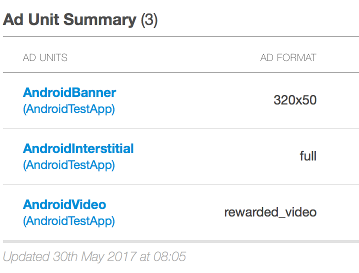 Ad Unit Summary (3)
AD UNITS AD FORMAT
AndroidBanner
(AndroidTestApp)
320x50
AndroidInterstitial
(AndroidTestApp)
full
AndroidVideo
(AndroidTestApp)
rewarded_video
Updated 30th May 2017 at 08:05